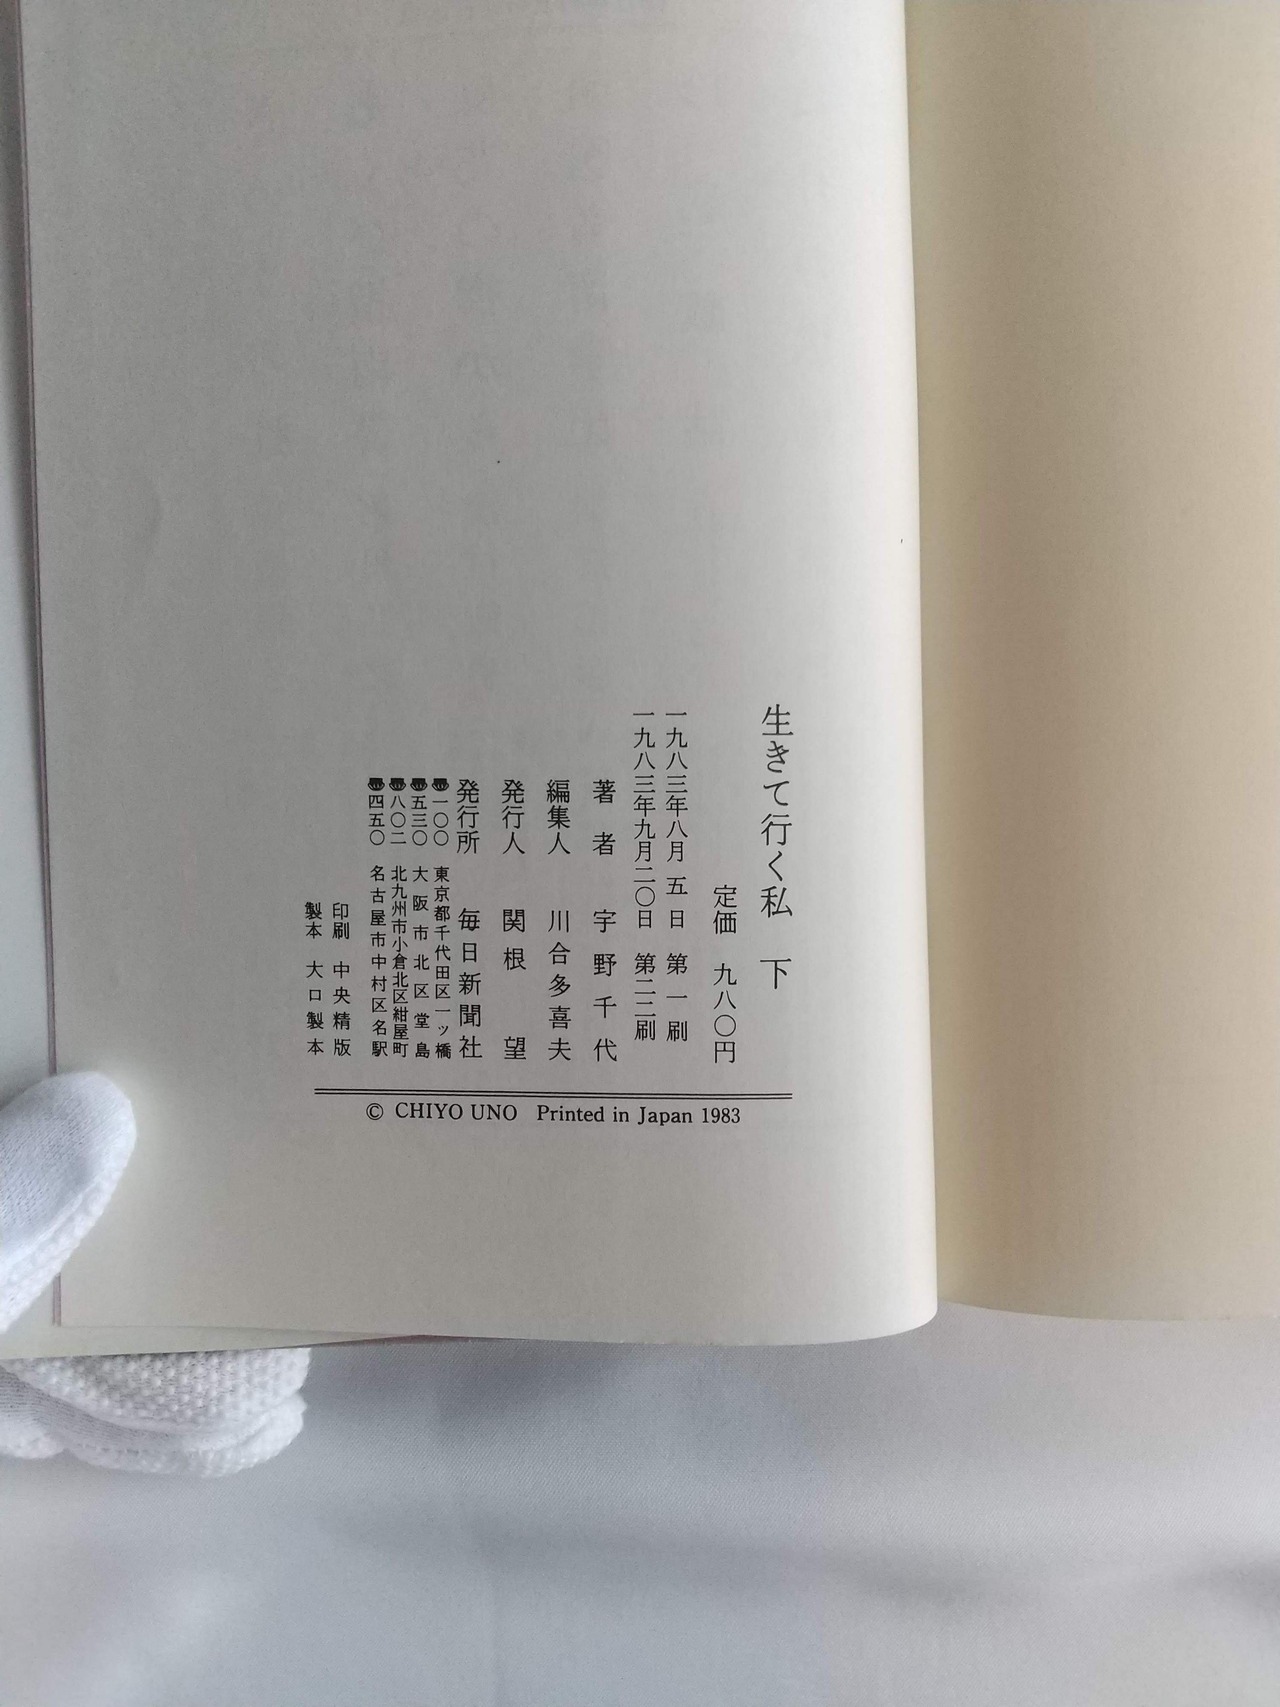 生きて行く私 下
定価 九八〇円
一九八三年八月 五 日 第 一 刷
一九八三年九月二〇日 第二二刷
著者 宇野千代
編集人 川合多喜夫
発行人 関根 望
発行所 毎日新聞社
〠一〇〇 東京都千代田区一ッ橋
〠五三〇 大阪市北区堂島
〠八〇二 北九州市小倉北区紺屋町
〠四五〇 名古屋市中村区名駅
印刷 中央精版
製本 大口製本
© CHIYO UNO Printed in Japan 1983